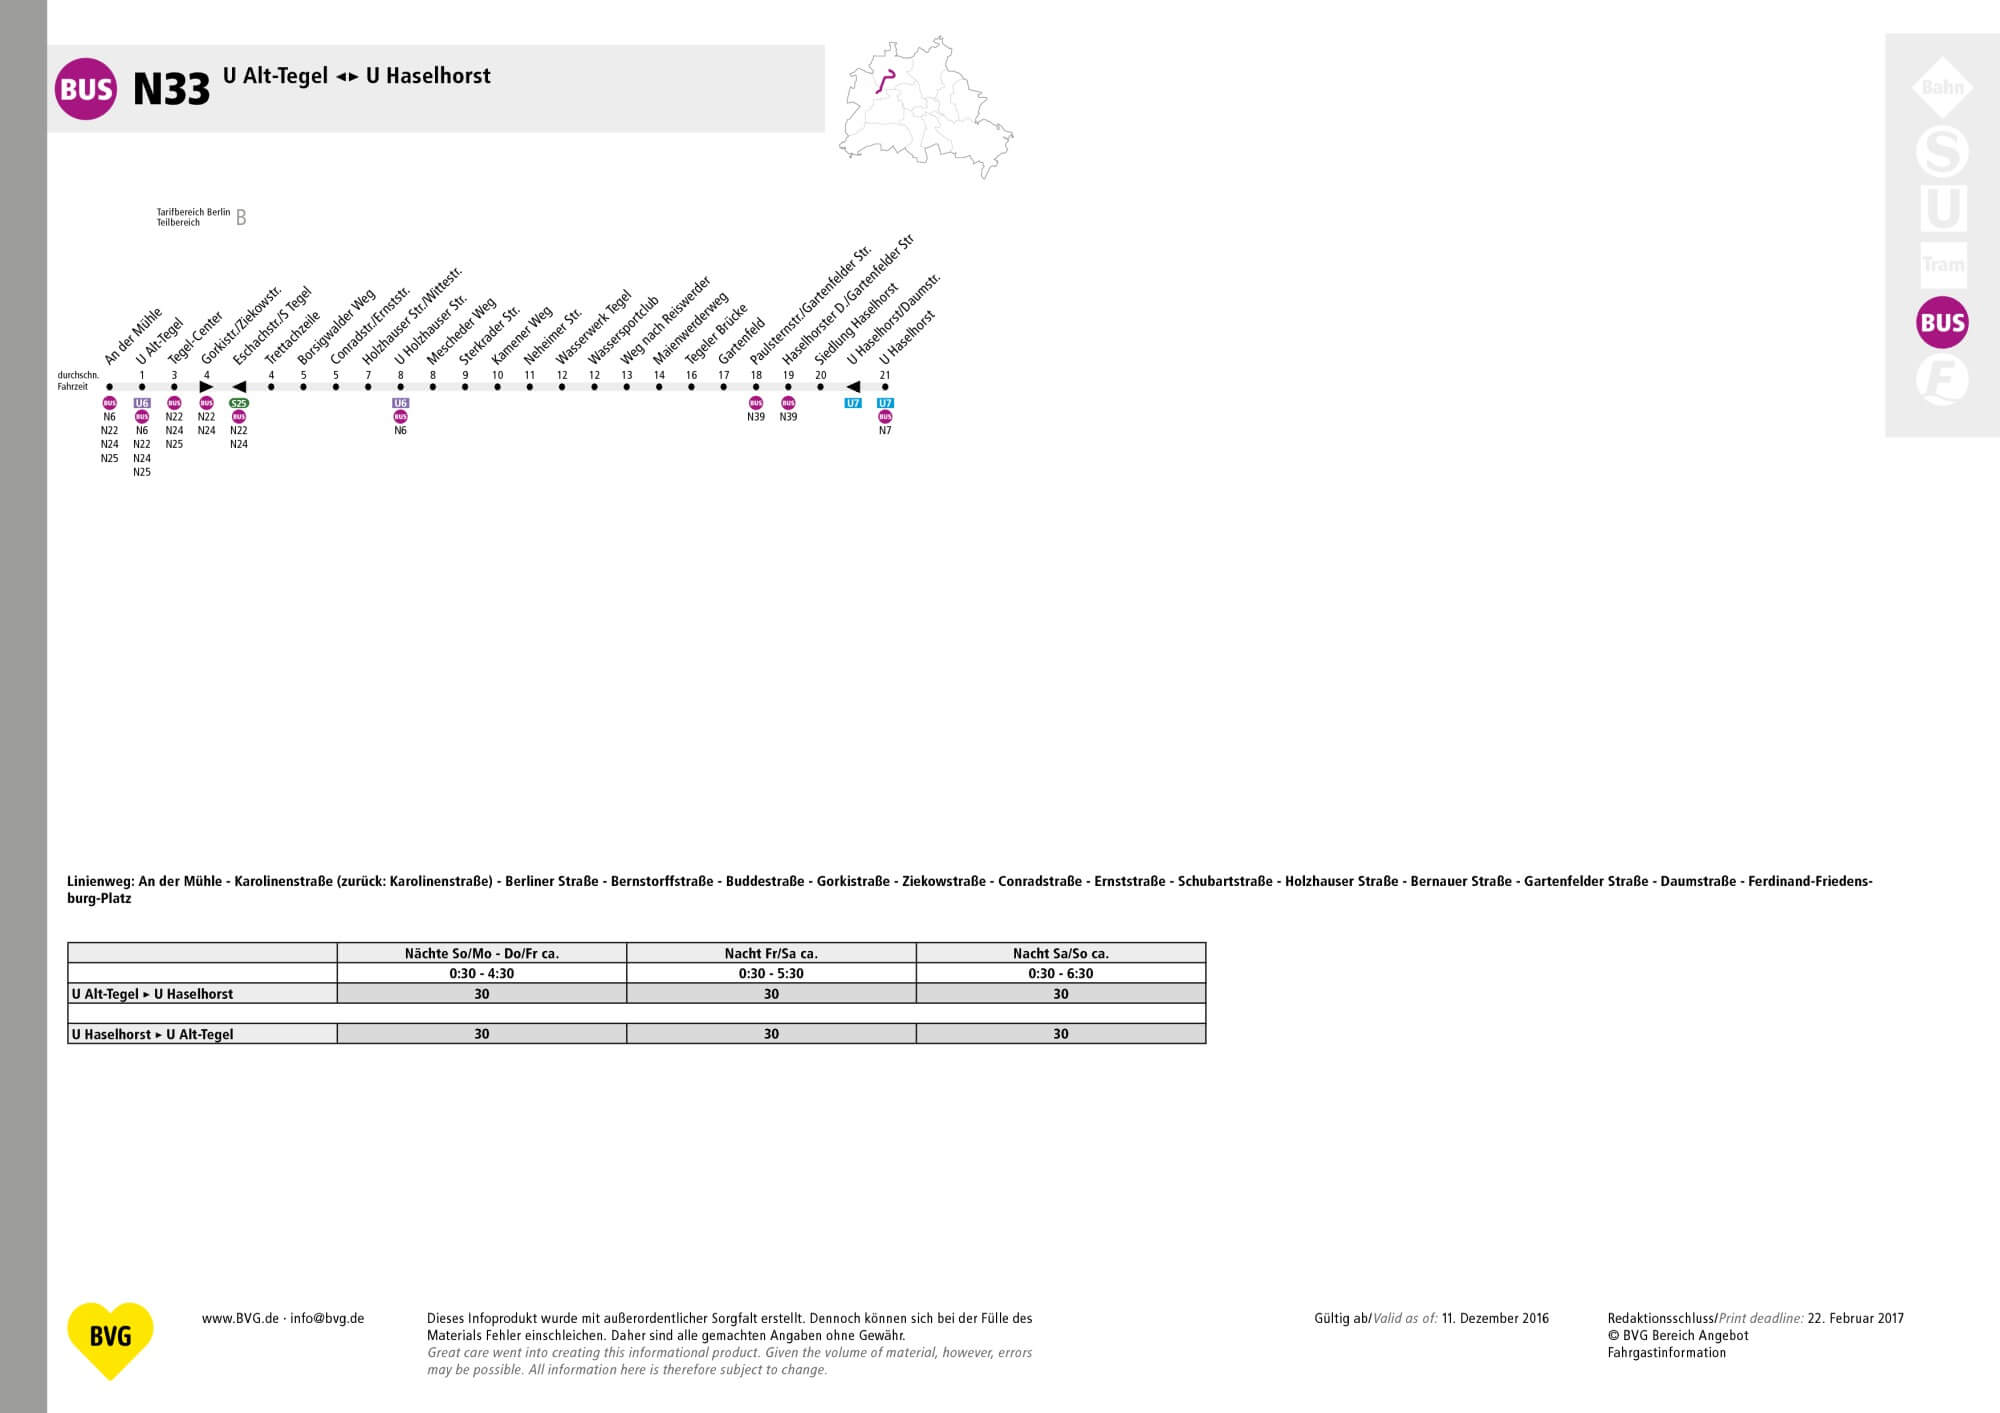 BUS N33 U Alt-Tegel ◄► U Haselhorst
Bahn
S
U
Tram
BUS
F
Tarifbereich Berlin
Teilbereich B
An der Mühle
U Alt-Tegel
Tegel-Center
Gorkistr./Ziekowstr.
Eschachstr./S Tegel
Trettachzeile
Borsigwalder Weg
Conradstr./Ernststr.
Holzhauser Str./Wittestr.
U Holzhauser Str.
Mescheder Weg
Sterkrader Str.
Kamener Weg
Neheimer Str.
Wasserwerk Tegel
Wassersportclub
Weg nach Reiswerder
Maienwerderweg
Tegeler Brücke
Gartenfeld
Paulsternstr./Gartenfelder Str.
Haselhorster D./Gartenfelder Str
Siedlung Haselhorst
U Haselhorst/Daumstr.
U Haselhorst
durchschn. 1 3 4 4 5 5 7 8 8 9 10 11 12 12 13 14 16 17 18 19 20 21
Fahrzeit
BUS U6 BUS BUS S25 U6 BUS BUS U7 U7
N6 BUS N22 N22 BUS BUS N39 N39 BUS
N22 N6 N24 N24 N22 N6 N7
N24 N22 N25 N24
N25 N24
N25
Linienweg: An der Mühle - Karolinenstraße (zurück: Karolinenstraße) - Berliner Straße - Bernstorffstraße - Buddestraße - Gorkistraße - Ziekowstraße - Conradstraße - Ernststraße - Schubartstraße - Holzhauser Straße - Bernauer Straße - Gartenfelder Straße - Daumstraße - Ferdinand-Friedens-
burg-Platz
Nächte So/Mo - Do/Fr ca. Nacht Fr/Sa ca. Nacht Sa/So ca.
0:30 - 4:30 0:30 - 5:30 0:30 - 6:30
U Alt-Tegel ► U Haselhorst 30 30 30
U Haselhorst ► U Alt-Tegel 30 30 30
BVG
www.BVG.de · info@bvg.de
Dieses Infoprodukt wurde mit außerordentlicher Sorgfalt erstellt. Dennoch können sich bei der Fülle des
Materials Fehler einschleichen. Daher sind alle gemachten Angaben ohne Gewähr.
Great care went into creating this informational product. Given the volume of material, however, errors
may be possible. All information here is therefore subject to change.
Gültig ab/Valid as of: 11. Dezember 2016
Redaktionsschluss/Print deadline: 22. Februar 2017
© BVG Bereich Angebot
Fahrgastinformation